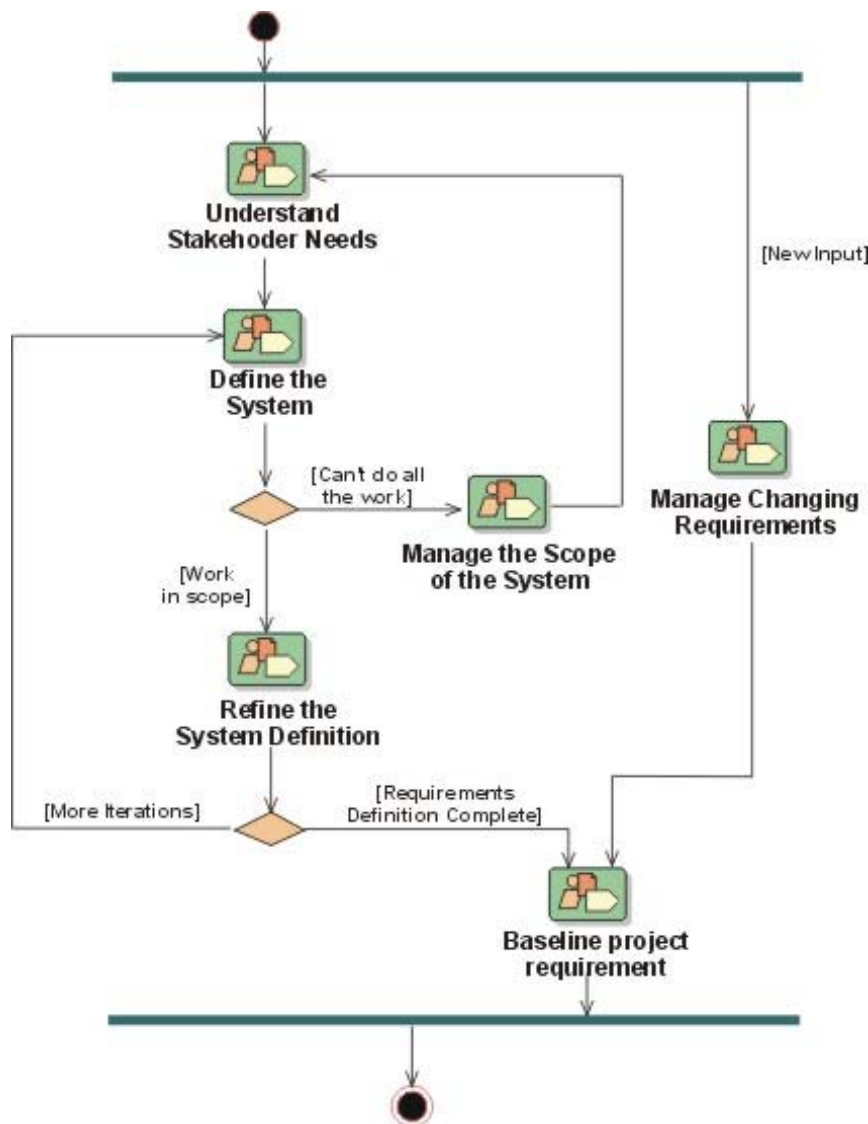 Understand
Stakehoder Needs
[New Input]
Define the
System
[Can't do all
the work]
Manage the Scope
of the System
Manage Changing
Requirements
[Work
in scope]
Refine the
System Definition
[More Iterations]
[Requirements
Definition Complete]
Baseline project
requirement